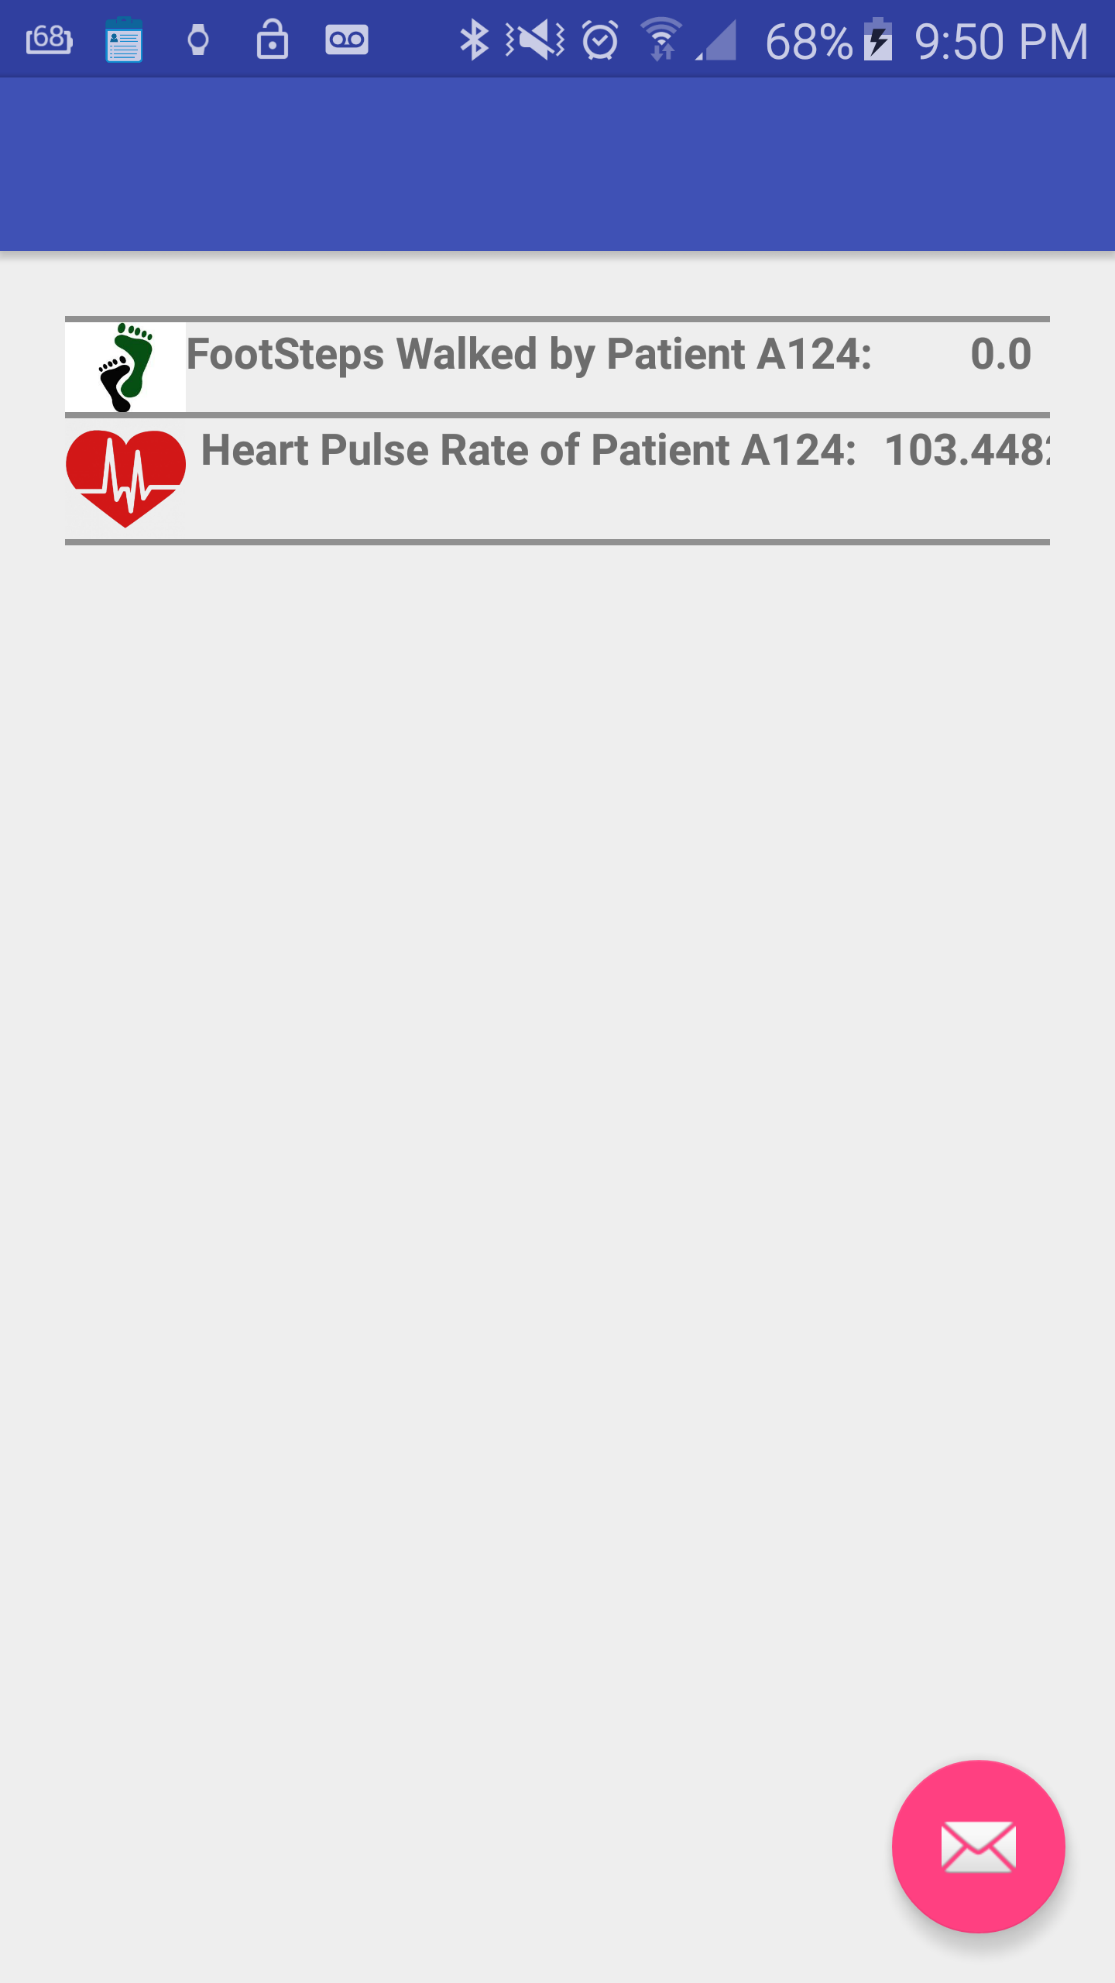 68 68% 9:50 PM
FootSteps Walked by Patient A124: 0.0
Heart Pulse Rate of Patient A124: 103.448